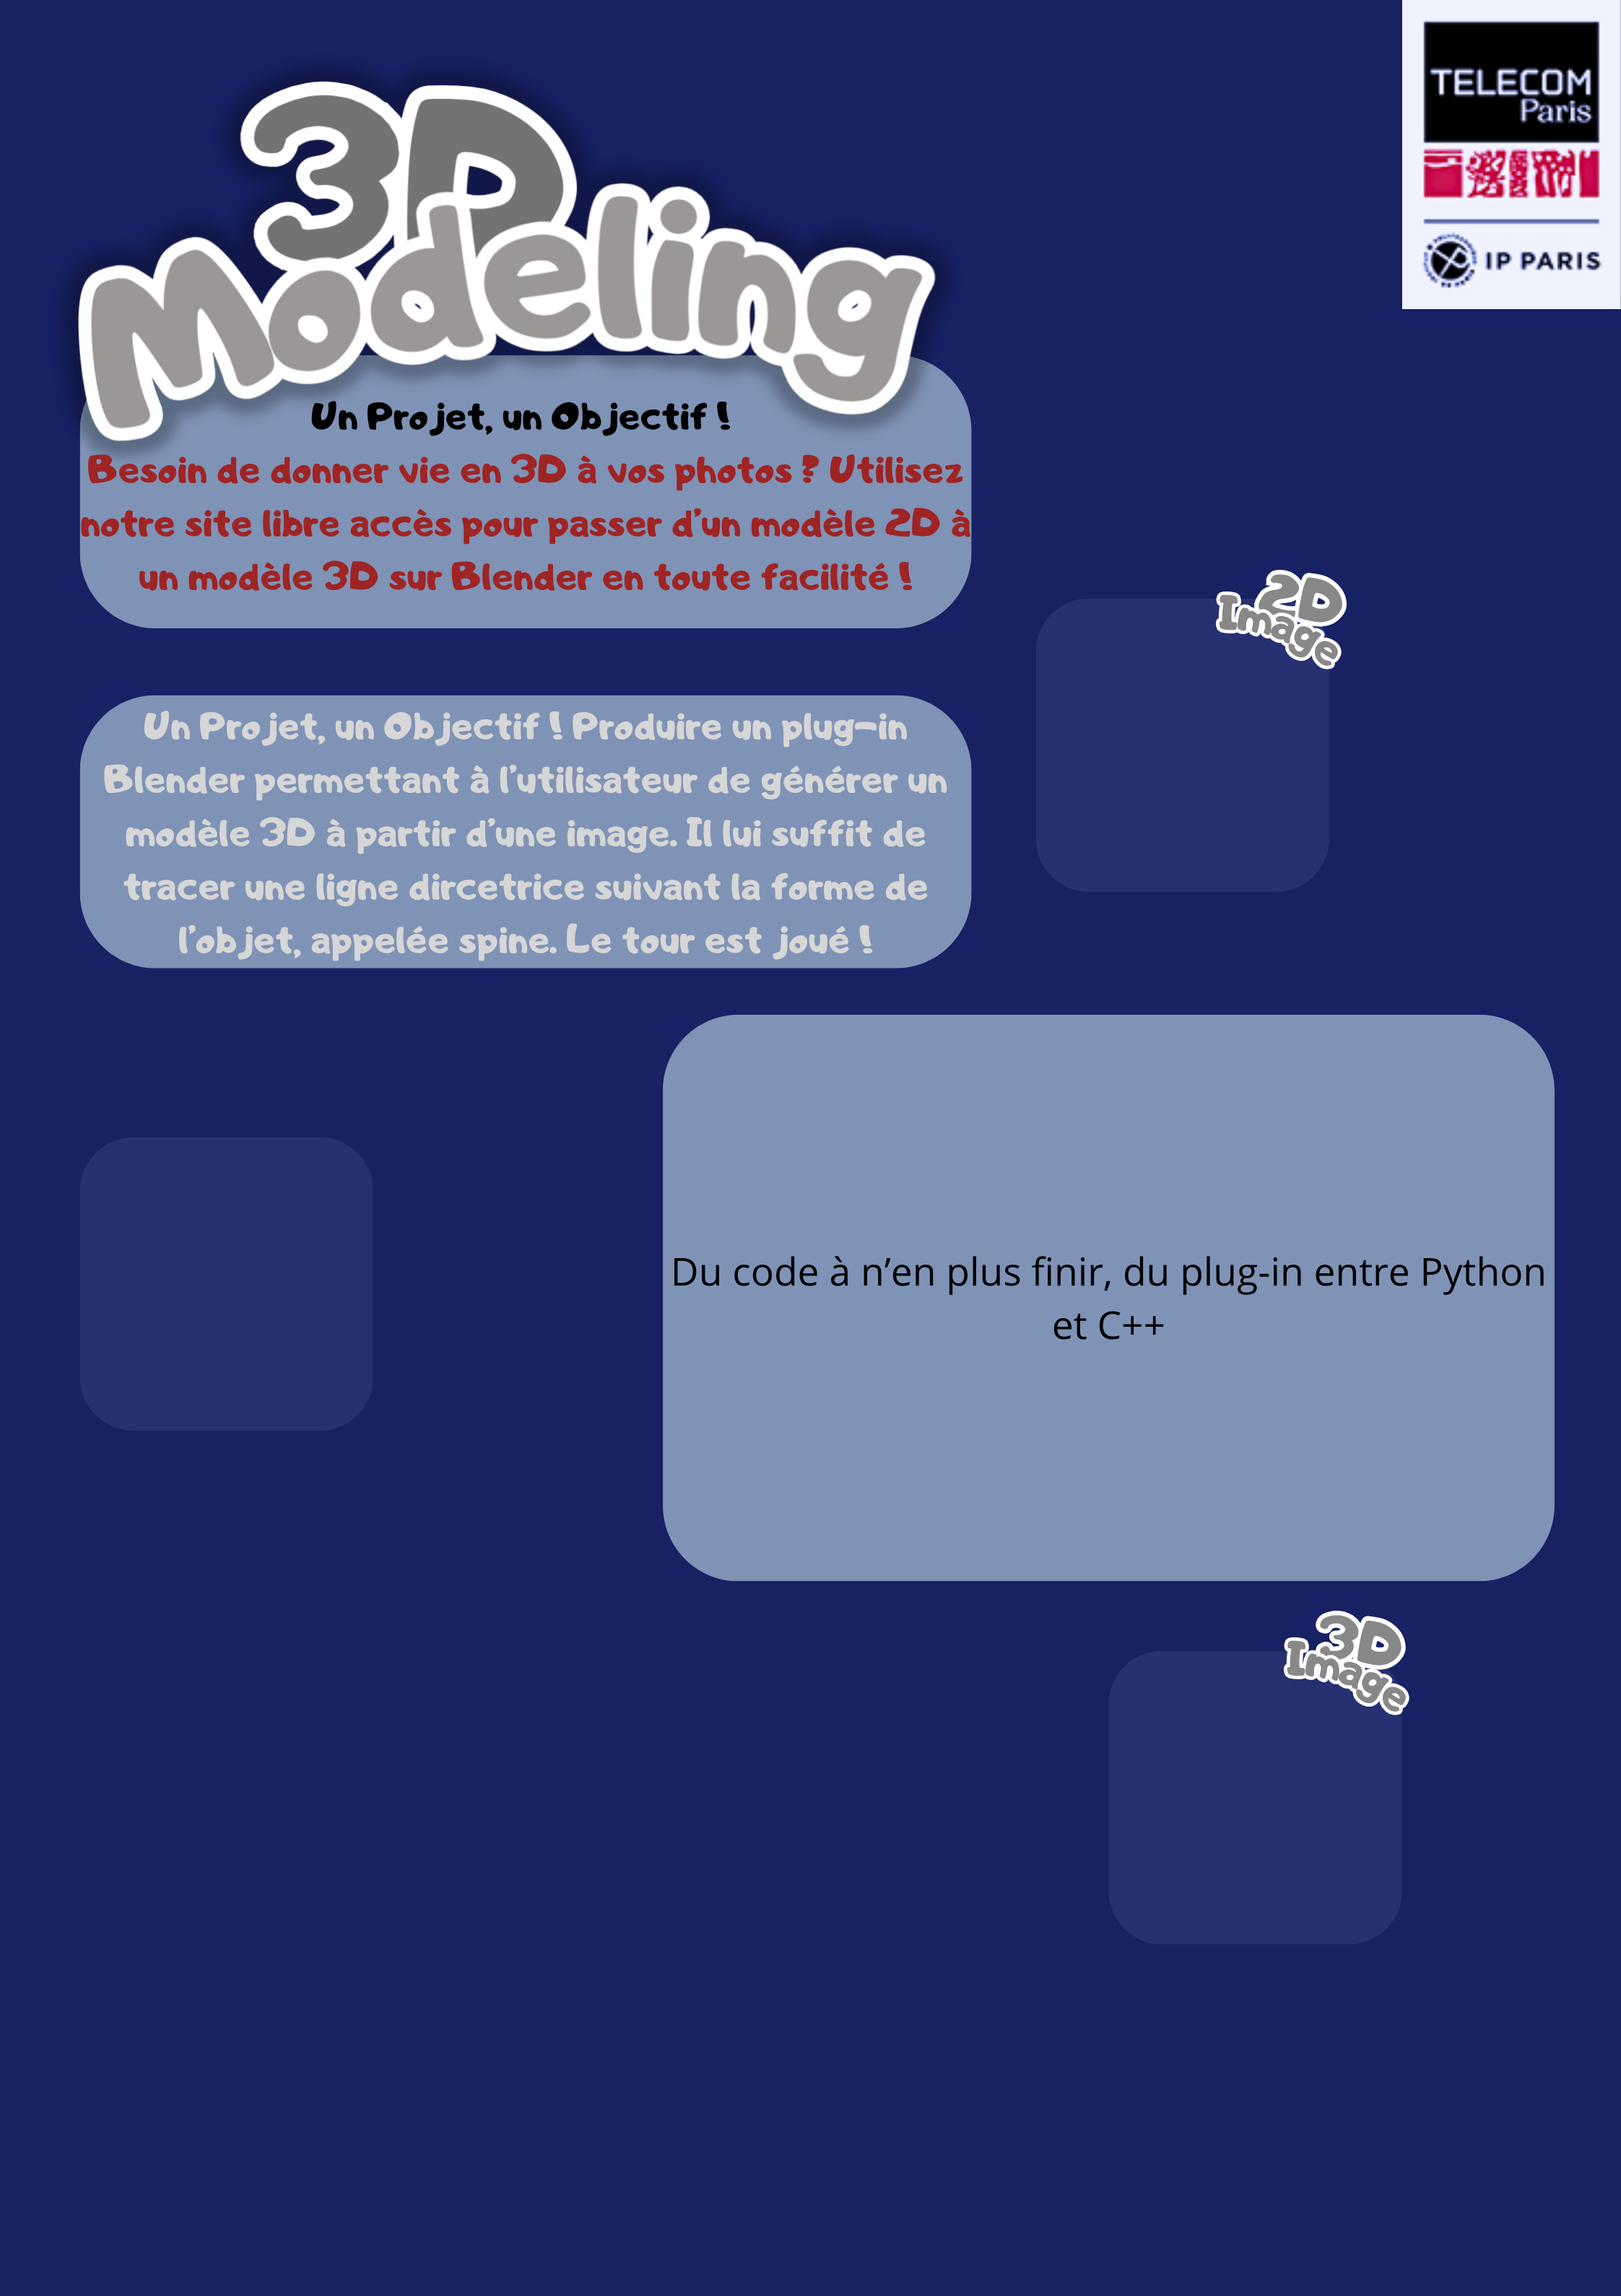 TELECOM
Paris
IP PARIS
3D
Modeling
Un Projet, un Objectif !
Besoin de donner vie en 3D à vos photos ? Utilisez
notre site libre accès pour passer d'un modèle 2D à
un modèle 3D sur Blender en toute facilité !
2D
Image
Un Projet, un Objectif ! Produire un plug-in
Blender permettant à l'utilisateur de générer un
modèle 3D à partir d'une image. Il lui suffit de
tracer une ligne dircetrice suivant la forme de
l'objet, appelée spine. Le tour est joué !
Du code à n'en plus finir, du plug-in entre Python
et C++
3D
Image